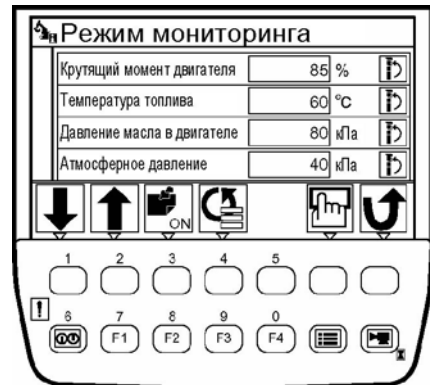 Режим мониторинга
Крутящий момент двигателя 85 %
Температура топлива 60 °C
Давление масла в двигателе 80 кПа
Атмосферное давление 40 кПа
ON
1 2 3 4 5
6 7 8 9 0
F1 F2 F3 F4